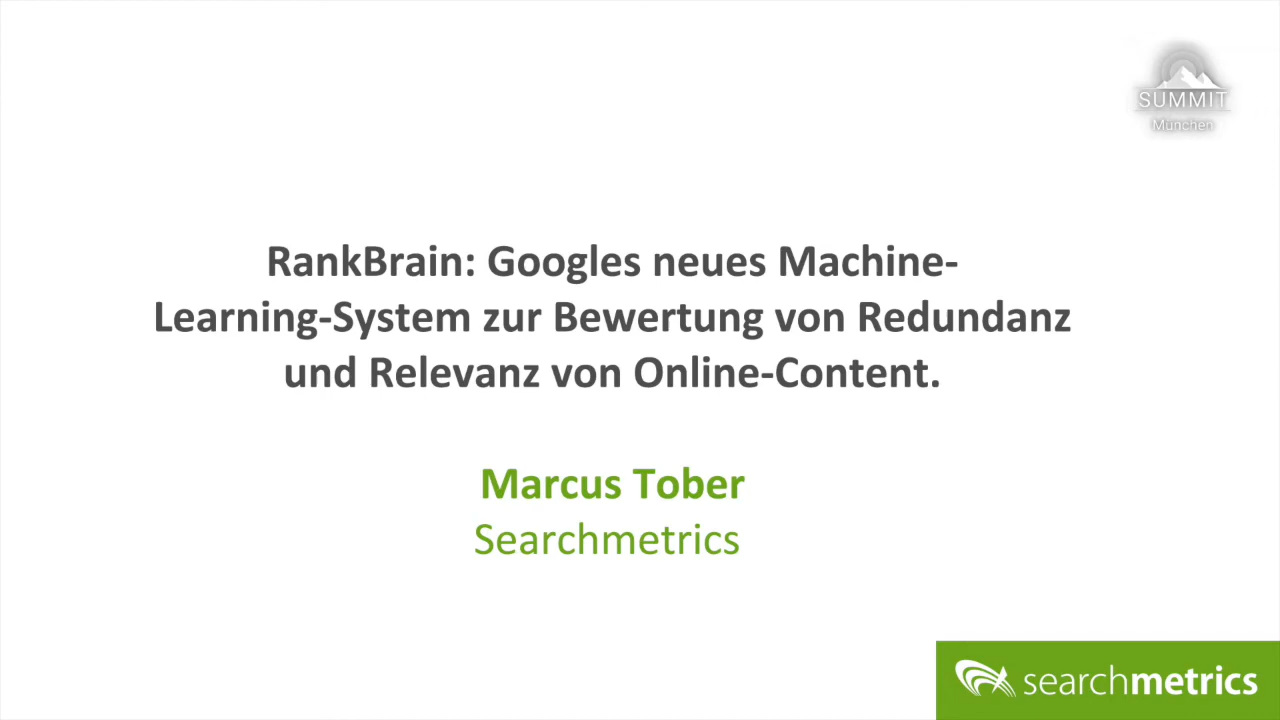 SUMMIT
München
RankBrain: Googles neues Machine-
Learning-System zur Bewertung von Redundanz
und Relevanz von Online-Content.
Marcus Tober
Searchmetrics
searchmetrics